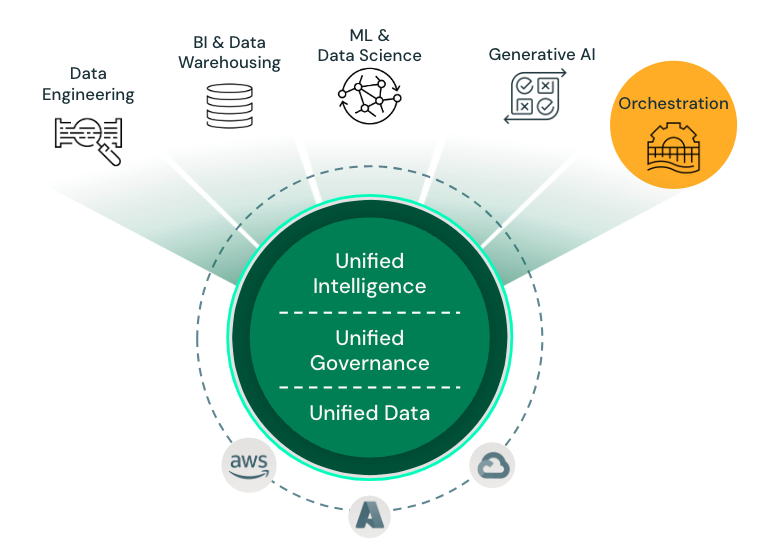 Data
Engineering
BI & Data
Warehousing
ML &
Data Science
Generative AI
Orchestration
Unified
Intelligence
Unified
Governance
Unified Data
aws